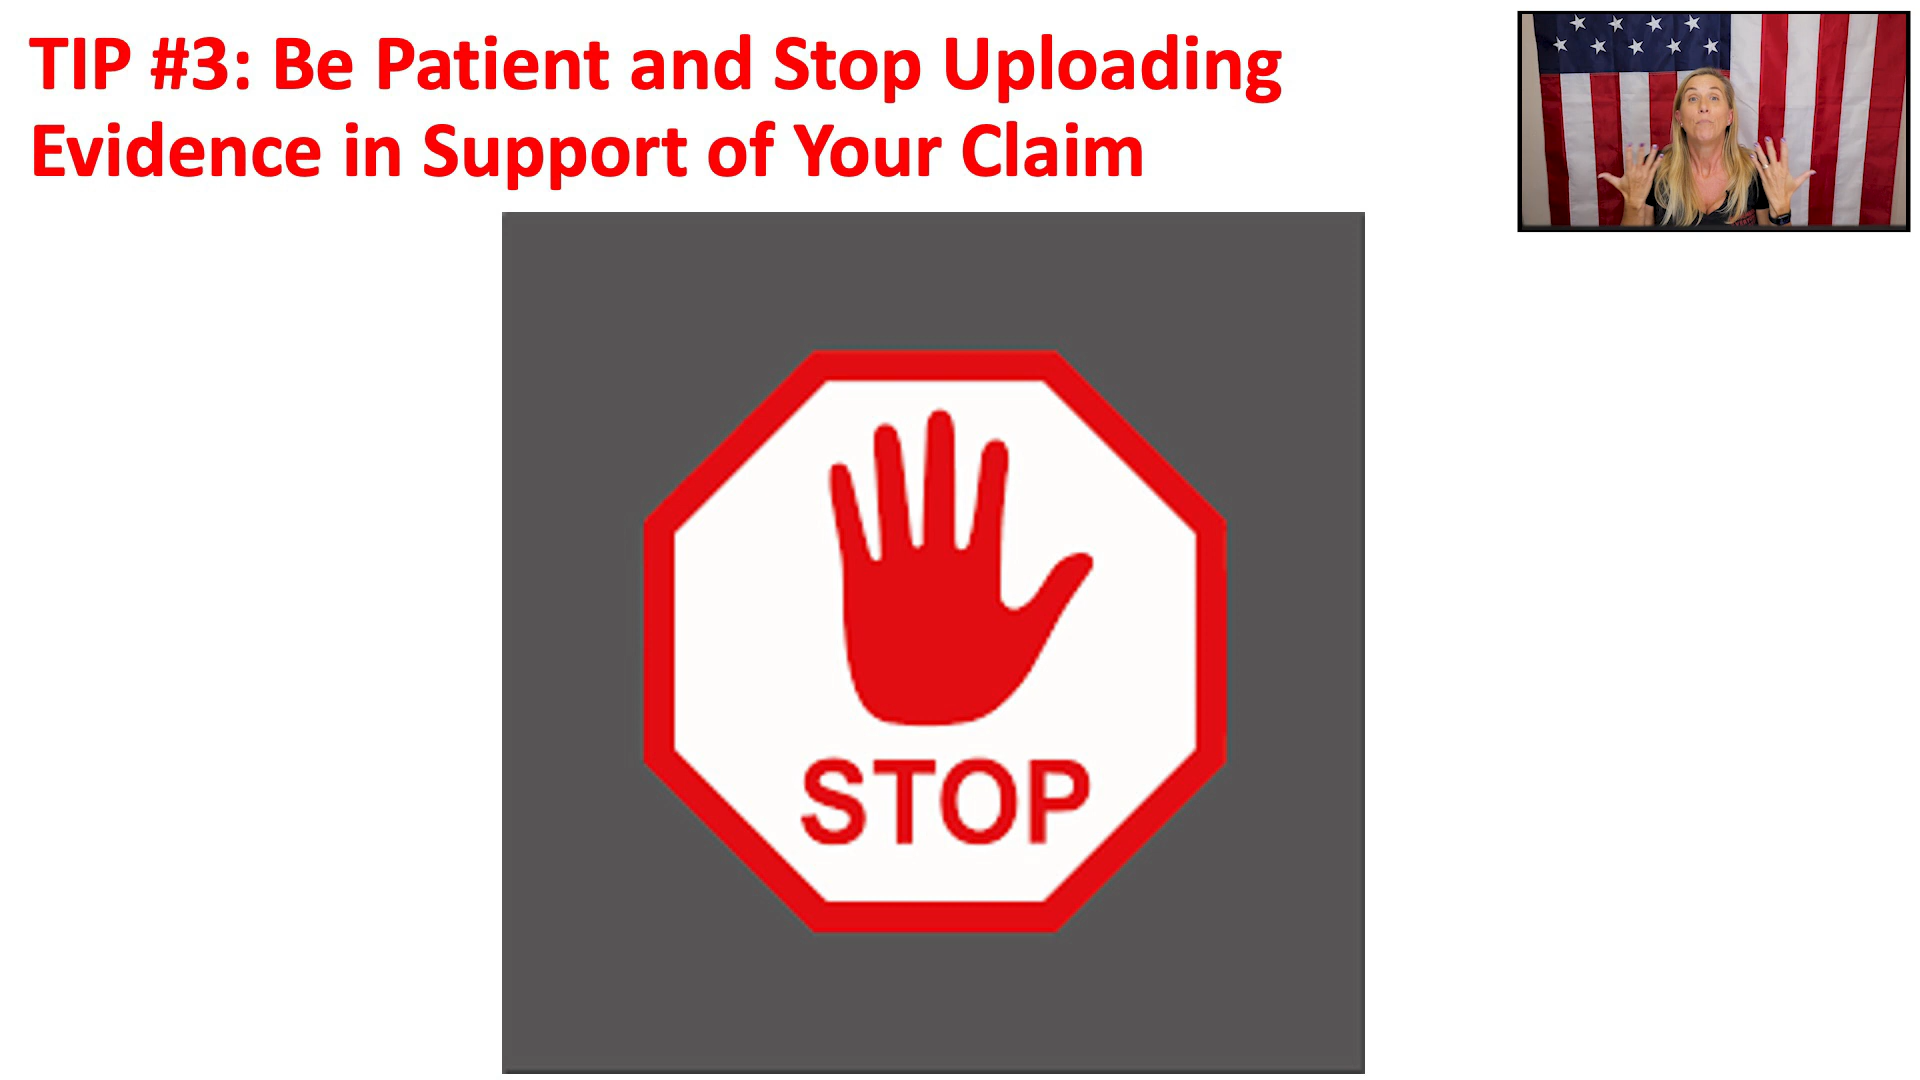 TIP #3: Be Patient and Stop Uploading
Evidence in Support of Your Claim
STOP